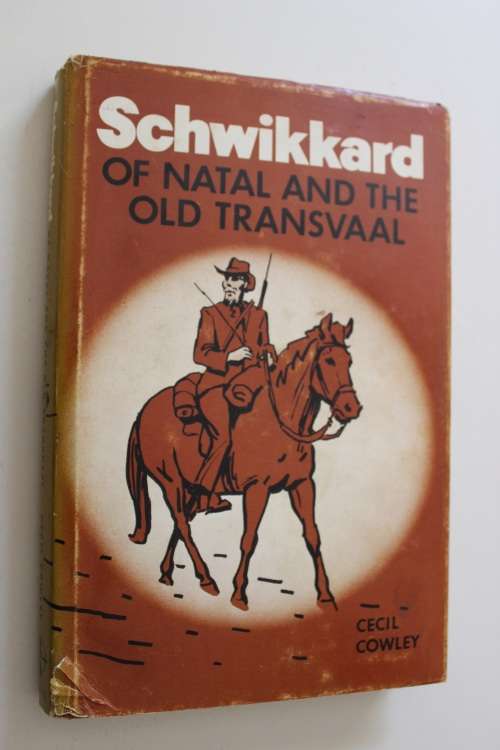 Schwikkard
OF NATAL AND THE
OLD TRANSVAAL
CECIL
COWLEY